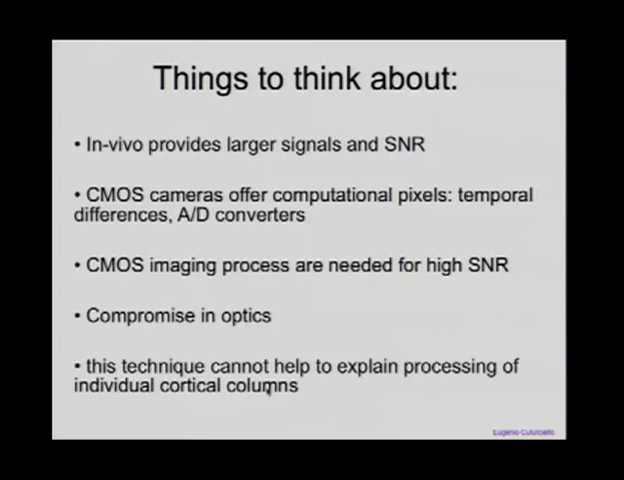 Things to think about:
• In-vivo provides larger signals and SNR
• CMOS cameras offer computational pixels: temporal
differences, A/D converters
• CMOS imaging process are needed for high SNR
• Compromise in optics
• this technique cannot help to explain processing of
individual cortical columns
Eugenio Culurciello